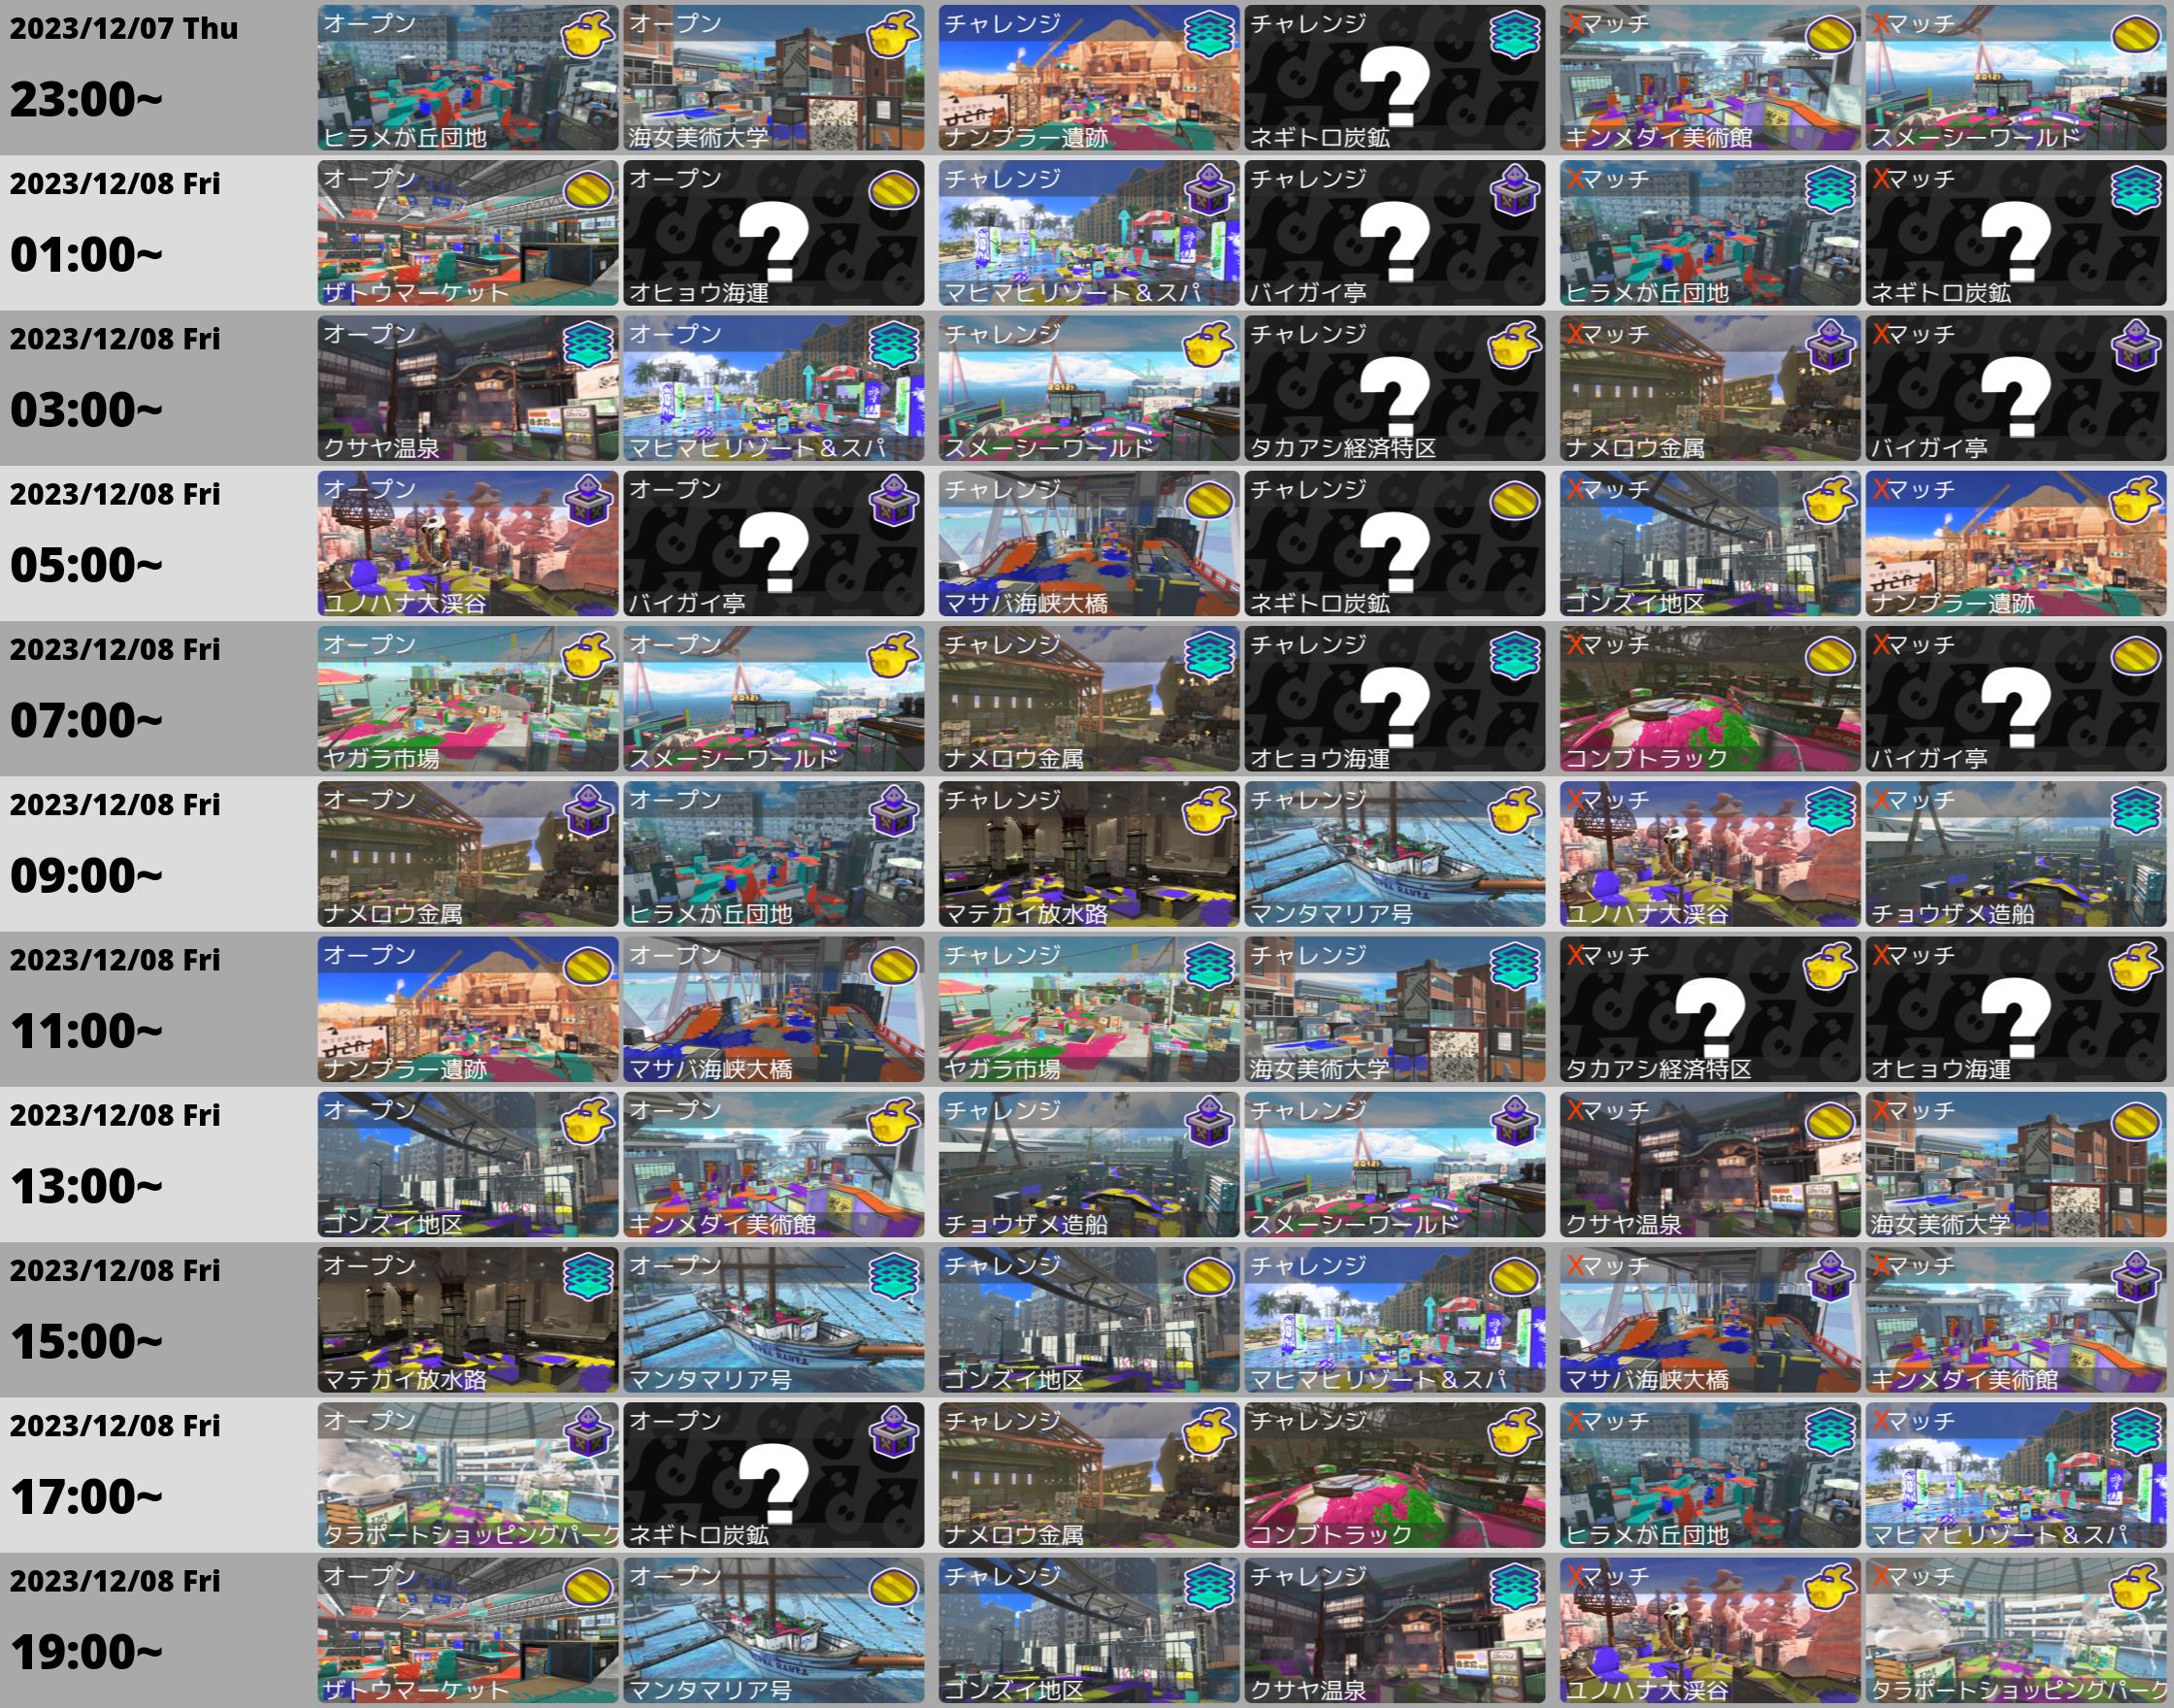 2023/12/07 Thu
23:00~
オープン
ヒラメが丘団地
オープン
海女美術大学
チャレンジ
ナンプラー遺跡
チャレンジ
?
ネギトロ炭鉱
Xマッチ
キンメダイ美術館
Xマッチ
スメーシーワールド
2023/12/08 Fri
01:00~
オープン
ザトウマーケット
オープン
?
オヒョウ海運
チャレンジ
マヒマヒリゾート&スパ
チャレンジ
?
バイガイ亭
Xマッチ
ヒラメが丘団地
Xマッチ
?
ネギトロ炭鉱
2023/12/08 Fri
03:00~
オープン
クサヤ温泉
オープン
マヒマヒリゾート&スパ
チャレンジ
スメーシーワールド
チャレンジ
?
タカアシ経済特区
Xマッチ
ナメロウ金属
Xマッチ
?
バイガイ亭
2023/12/08 Fri
05:00~
オープン
ユノハナ大渓谷
オープン
?
バイガイ亭
チャレンジ
マサバ海峡大橋
チャレンジ
?
ネギトロ炭鉱
Xマッチ
ゴンズイ地区
Xマッチ
ナンプラー遺跡
2023/12/08 Fri
07:00~
オープン
ヤガラ市場
オープン
スメーシーワールド
チャレンジ
ナメロウ金属
チャレンジ
?
オヒョウ海運
Xマッチ
コンブトラック
Xマッチ
?
バイガイ亭
2023/12/08 Fri
09:00~
オープン
ナメロウ金属
オープン
ヒラメが丘団地
チャレンジ
マテガイ放水路
チャレンジ
マンタマリア号
Xマッチ
ユノハナ大渓谷
Xマッチ
チョウザメ造船
2023/12/08 Fri
11:00~
オープン
ナンプラー遺跡
オープン
マサバ海峡大橋
チャレンジ
ヤガラ市場
チャレンジ
海女美術大学
Xマッチ
?
タカアシ経済特区
Xマッチ
?
オヒョウ海運
2023/12/08 Fri
13:00~
オープン
ゴンズイ地区
オープン
キンメダイ美術館
チャレンジ
チョウザメ造船
チャレンジ
スメーシーワールド
Xマッチ
クサヤ温泉
Xマッチ
海女美術大学
2023/12/08 Fri
15:00~
オープン
マテガイ放水路
オープン
マンタマリア号
チャレンジ
ゴンズイ地区
チャレンジ
マヒマヒリゾート&スパ
Xマッチ
マサバ海峡大橋
Xマッチ
キンメダイ美術館
2023/12/08 Fri
17:00~
オープン
タラポートショッピングパーク
オープン
?
ネギトロ炭鉱
チャレンジ
ナメロウ金属
チャレンジ
コンブトラック
Xマッチ
ヒラメが丘団地
Xマッチ
マヒマヒリゾート&スパ
2023/12/08 Fri
19:00~
オープン
ザトウマーケット
オープン
マンタマリア号
チャレンジ
ゴンズイ地区
チャレンジ
クサヤ温泉
Xマッチ
ユノハナ大渓谷
Xマッチ
タラポートショッピングパーク